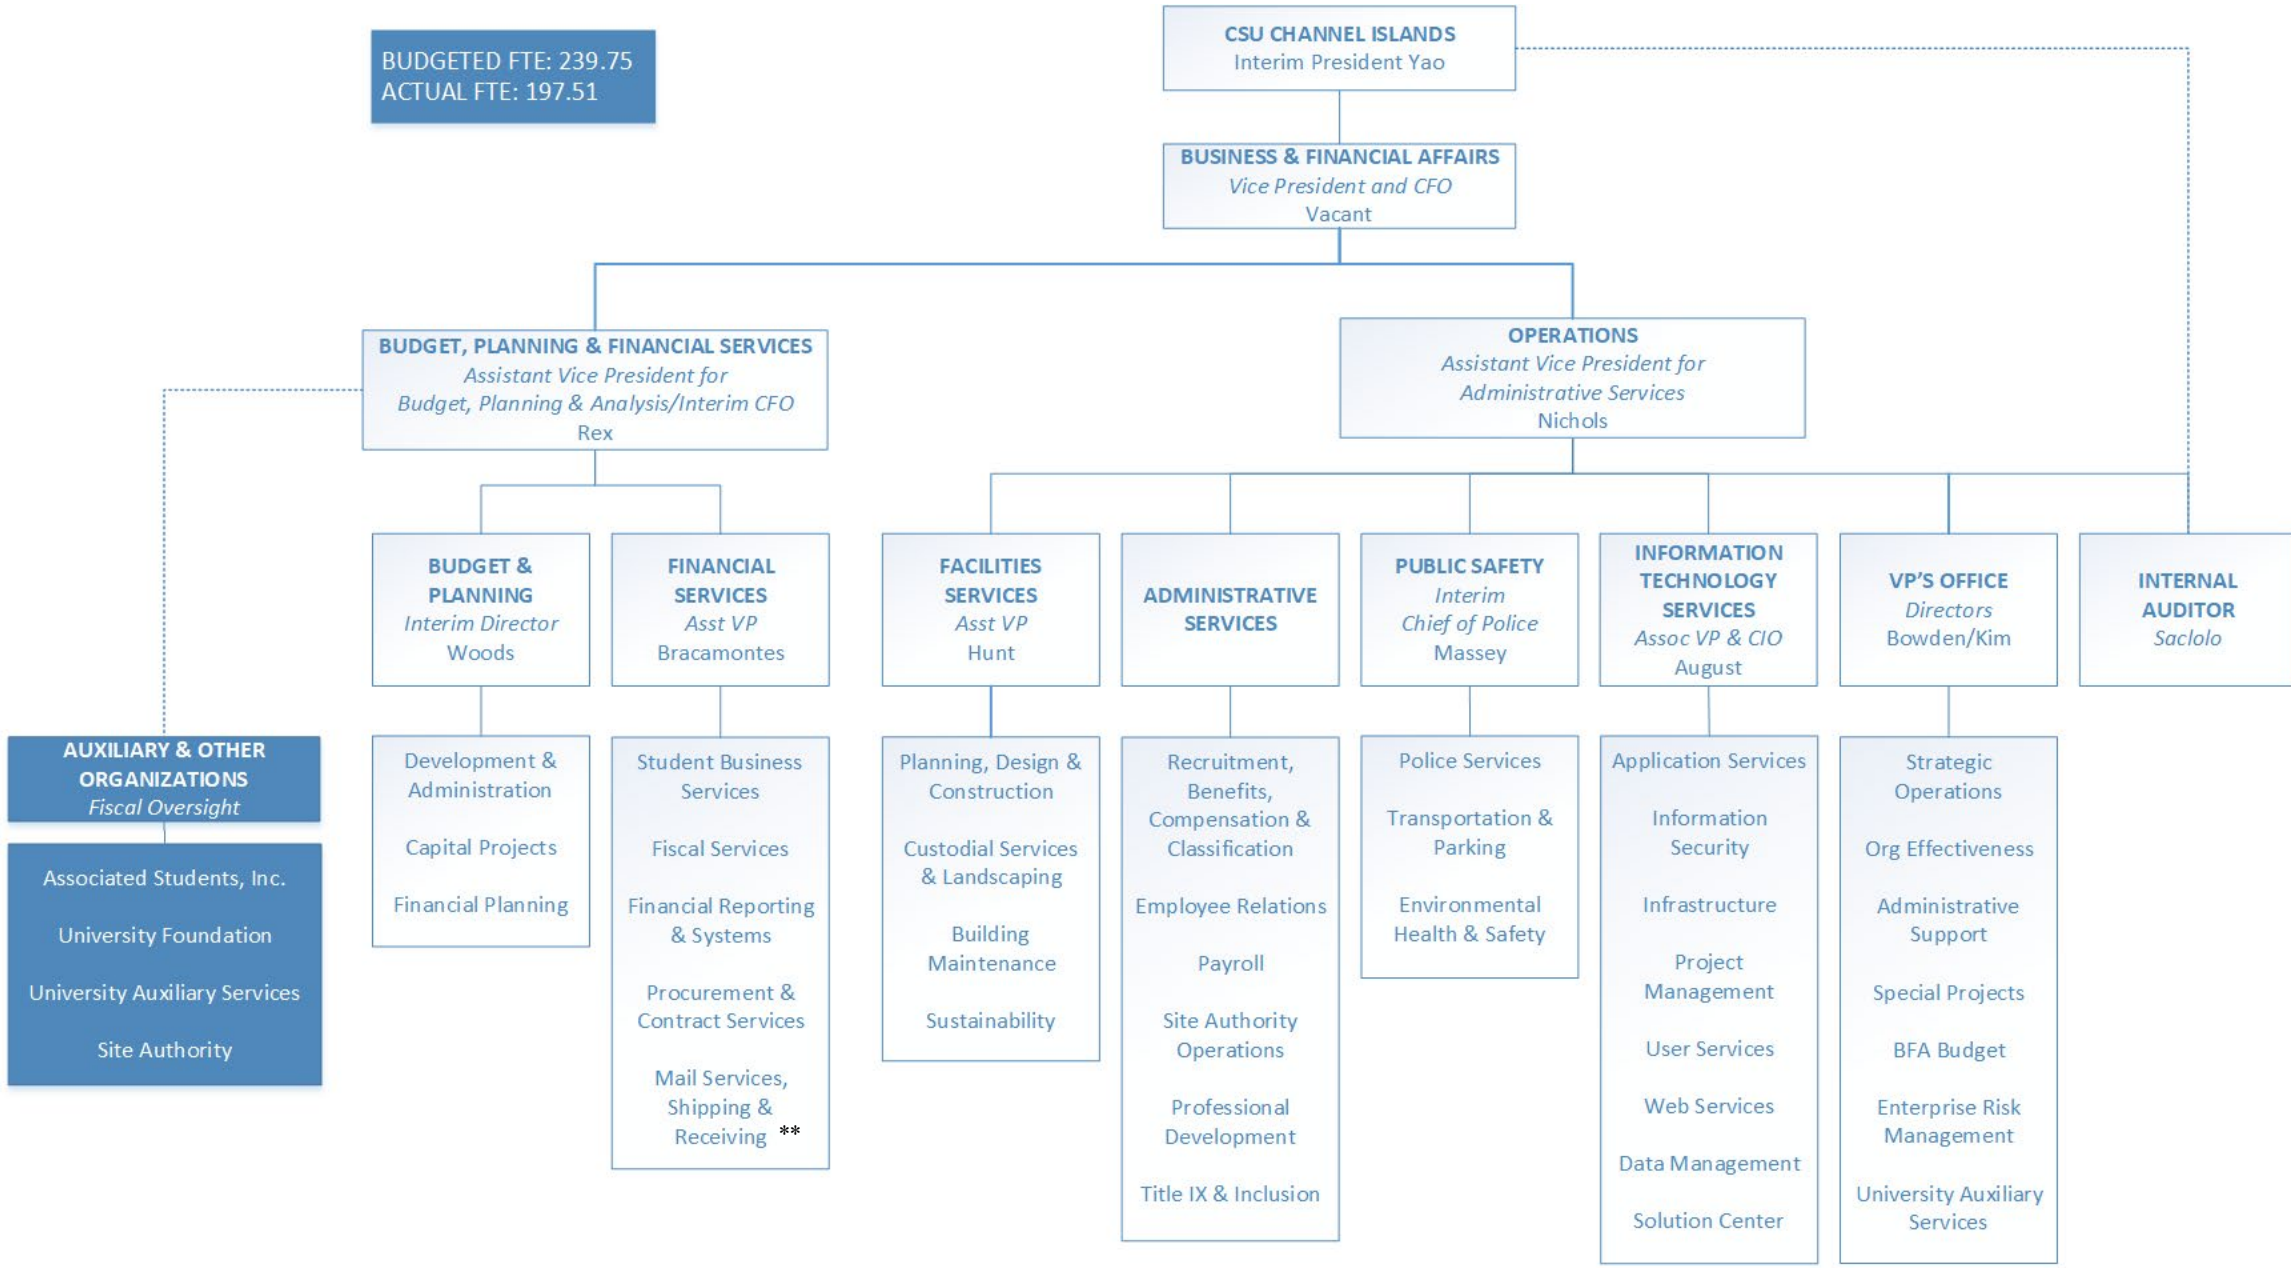 BUDGETED FTE: 239.75
ACTUAL FTE: 197.51
CSU CHANNEL ISLANDS
Interim President Yao
BUSINESS & FINANCIAL AFFAIRS
Vice President and CFO
Vacant
BUDGET, PLANNING & FINANCIAL SERVICES
Assistant Vice President for
Budget, Planning & Analysis/Interim CFO
Rex
OPERATIONS
Assistant Vice President for
Administrative Services
Nichols
BUDGET &
PLANNING
Interim Director
Woods
FINANCIAL
SERVICES
Asst VP
Bracamontes
FACILITIES
SERVICES
Asst VP
Hunt
ADMINISTRATIVE
SERVICES
PUBLIC SAFETY
Interim
Chief of Police
Massey
INFORMATION
TECHNOLOGY
SERVICES
Assoc VP & CIO
August
VP'S OFFICE
Directors
Bowden/Kim
INTERNAL
AUDITOR
Saclolo
AUXILIARY & OTHER
ORGANIZATIONS
Fiscal Oversight
Associated Students, Inc.
University Foundation
University Auxiliary Services
Site Authority
Development &
Administration
Capital Projects
Financial Planning
Student Business
Services
Fiscal Services
Financial Reporting
& Systems
Procurement &
Contract Services
Mail Services,
Shipping &
Receiving **
Planning, Design &
Construction
Custodial Services
& Landscaping
Building
Maintenance
Sustainability
Recruitment,
Benefits,
Compensation &
Classification
Employee Relations
Payroll
Site Authority
Operations
Professional
Development
Title IX & Inclusion
Police Services
Transportation &
Parking
Environmental
Health & Safety
Application Services
Information
Security
Infrastructure
Project
Management
User Services
Web Services
Data Management
Solution Center
Strategic
Operations
Org Effectiveness
Administrative
Support
Special Projects
BFA Budget
Enterprise Risk
Management
University Auxiliary
Services